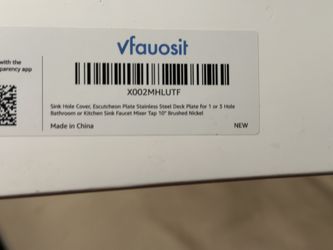 with the
parency app
vfauosit
X002MHLUTF
Sink Hole Cover, Escutcheon Plate Stainless Steel Deck Plate for 1 or 3 Hole
Bathroom or Kitchen Sink Faucet Mixer Tap 10" Brushed Nickel
Made in China
NEW